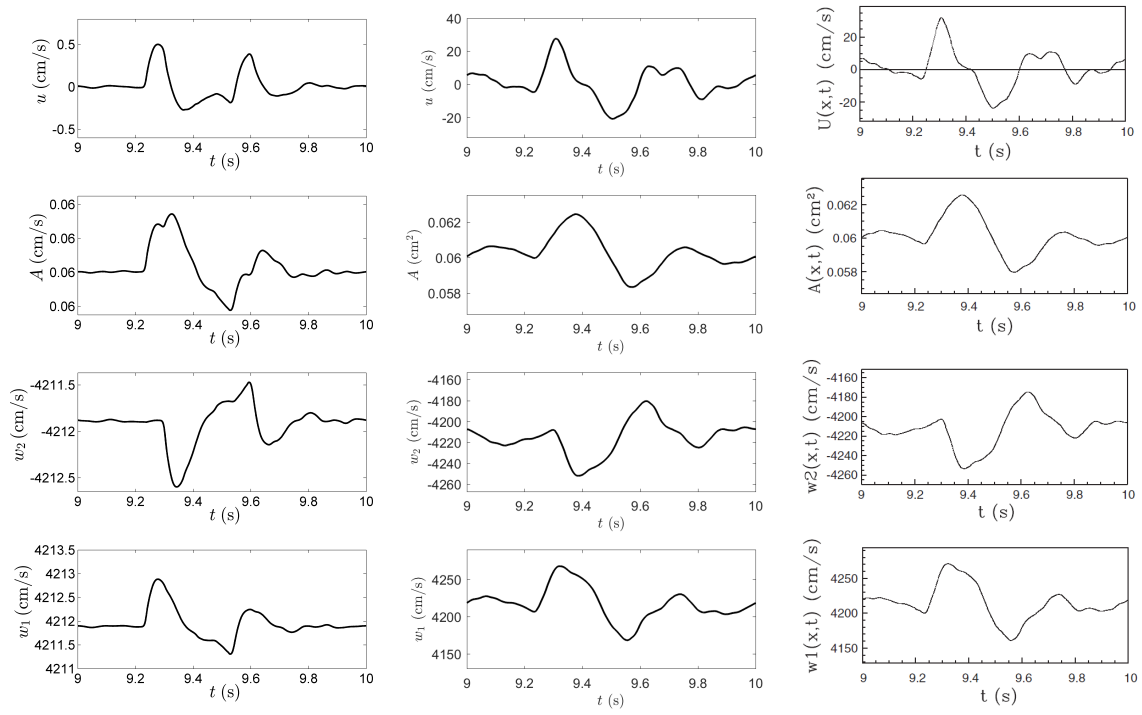 0.5
0
-0.5
u (cm/s)
9 9.2 9.4 9.6 9.8 10
t (s)
40
20
0
-20
u (cm/s)
9 9.2 9.4 9.6 9.8 10
t (s)
20
0
-20
U(x,t) (cm/s)
9 9.2 9.4 9.6 9.8 10
t (s)
0.06
0.06
0.06
0.06
A (cm/s)
9 9.2 9.4 9.6 9.8 10
t (s)
0.062
0.06
0.058
A (cm²)
9 9.2 9.4 9.6 9.8 10
t (s)
0.062
0.06
0.058
A(x,t) (cm²)
9 9.2 9.4 9.6 9.8 10
t (s)
-4211.5
-4212
-4212.5
w₂ (cm/s)
9 9.2 9.4 9.6 9.8 10
t (s)
-4160
-4180
-4200
-4220
-4240
-4260
w₂ (cm/s)
9 9.2 9.4 9.6 9.8 10
t (s)
-4160
-4180
-4200
-4220
-4240
-4260
w2(x,t) (cm/s)
9 9.2 9.4 9.6 9.8 10
t (s)
4213.5
4213
4212.5
4212
4211.5
4211
w₁ (cm/s)
9 9.2 9.4 9.6 9.8 10
t (s)
4250
4200
4150
w₁ (cm/s)
9 9.2 9.4 9.6 9.8 10
t (s)
4250
4200
4150
w1(x,t) (cm/s)
9 9.2 9.4 9.6 9.8 10
t (s)